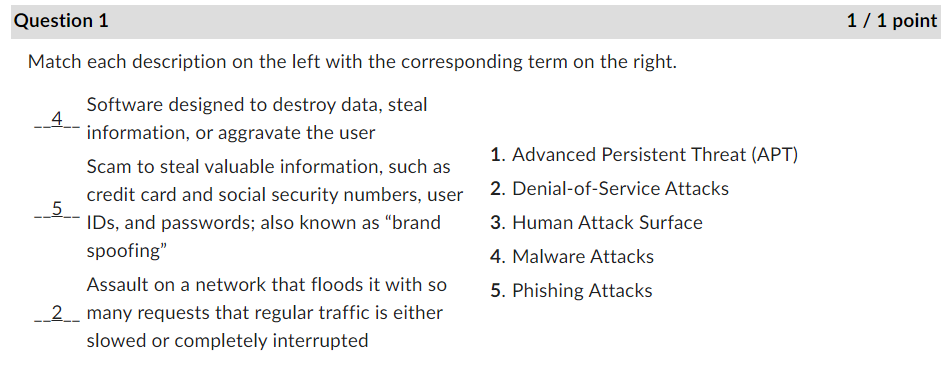 Question 1 1 / 1 point
Match each description on the left with the corresponding term on the right.
__4__ Software designed to destroy data, steal
information, or aggravate the user
__5__ Scam to steal valuable information, such as
credit card and social security numbers, user
IDs, and passwords; also known as “brand
spoofing”
__2__ Assault on a network that floods it with so
many requests that regular traffic is either
slowed or completely interrupted
1. Advanced Persistent Threat (APT)
2. Denial-of-Service Attacks
3. Human Attack Surface
4. Malware Attacks
5. Phishing Attacks